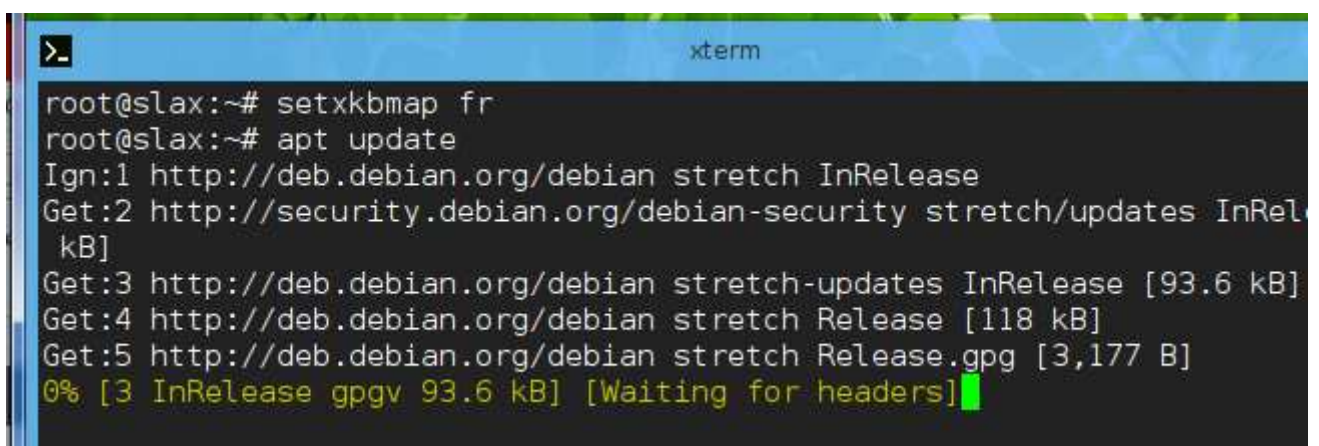 xterm
root@slax:~# setxkbmap fr
root@slax:~# apt update
Ign:1 http://deb.debian.org/debian stretch InRelease
Get:2 http://security.debian.org/debian-security stretch/updates InRel
kB]
Get:3 http://deb.debian.org/debian stretch-updates InRelease [93.6 kB]
Get:4 http://deb.debian.org/debian stretch Release [118 kB]
Get:5 http://deb.debian.org/debian stretch Release.gpg [3,177 B]
0% [3 InRelease gpgv 93.6 kB] [Waiting for headers]